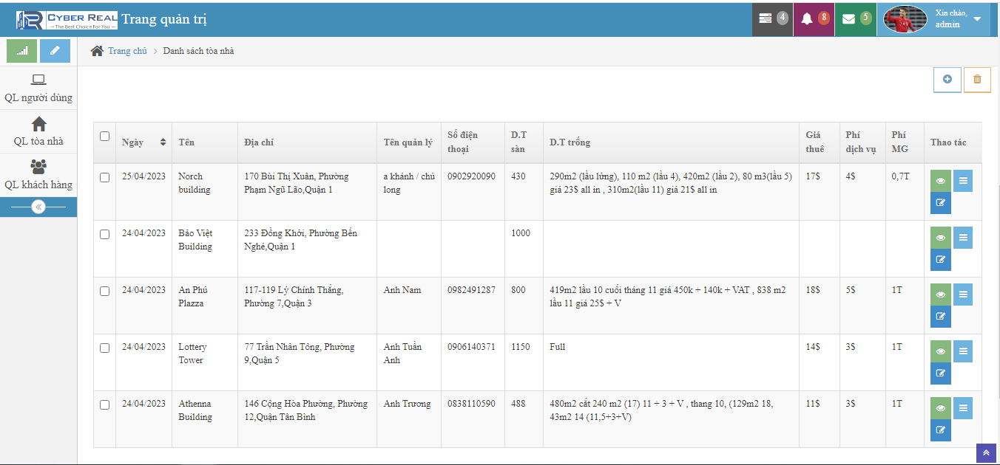 CYBER REAL
The Best Choice For You
Trang quản trị
4
8
5
Xin chào,
admin
Trang chủ
Danh sách tòa nhà
QL người dùng
QL tòa nhà
QL khách hàng
Ngày
Tên
Địa chỉ
Tên quản lý
Số điện
thoại
D.T
sàn
D.T trống
Giá
thuê
Phí
dịch vụ
Phí
MG
Thao tác
25/04/2023
Norch
building
170 Bùi Thị Xuân, Phường
Phạm Ngũ Lão,Quận 1
a khánh / chú
long
0902920090
430
290m2 (lầu lửng), 110 m2 (lầu 4), 420m2 (lầu 2), 80 m3(lầu 5)
giá 23$ all in , 310m2(lầu 11) giá 21$ all in
17$
4$
0,7T
24/04/2023
Bảo Việt
Building
233 Đồng Khởi, Phường Bến
Nghé,Quận 1
1000
24/04/2023
An Phú
Plazza
117-119 Lý Chính Thắng,
Phường 7,Quận 3
Anh Nam
0982491287
800
419m2 lầu 10 cuối tháng 11 giá 450k + 140k + VAT , 838 m2
lầu 11 giá 25$ + V
18$
5$
1T
24/04/2023
Lottery
Tower
77 Trần Nhân Tông, Phường
9,Quận 5
Anh Tuấn
Anh
0906140371
1150
Full
14$
3$
1T
24/04/2023
Athenna
Building
146 Cộng Hòa Phường, Phường
12,Quận Tân Bình
Anh Trương
0838110590
488
480m2 cắt 240 m2 (17) 11 + 3 + V , thang 10, (129m2 18,
43m2 14 (11,5+3+V)
11$
3$
1T